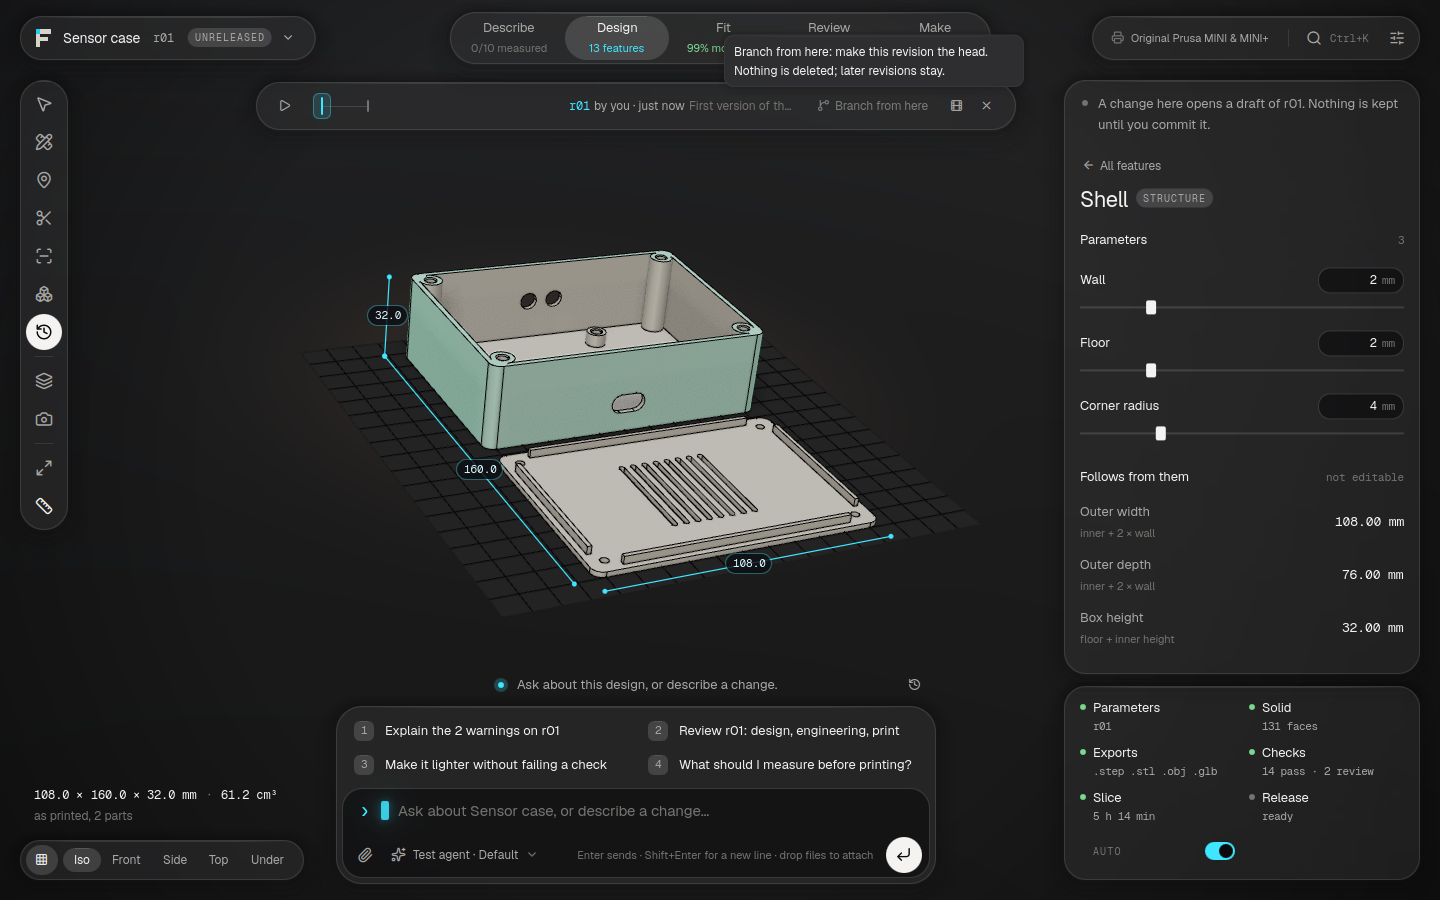 Sensor case r01 UNRELEASED
Describe
0/10 measured
Design
13 features
Fit
99% mo
Review
Make
Branch from here: make this revision the head.
Nothing is deleted; later revisions stay.
Original Prusa MINI & MINI+
Ctrl+K
r01 by you · just now First version of th…
Branch from here
A change here opens a draft of r01. Nothing is kept
until you commit it.
All features
Shell STRUCTURE
Parameters 3
Wall 2 mm
Floor 2 mm
Corner radius 4 mm
Follows from them not editable
Outer width
inner + 2 × wall
108.00 mm
Outer depth
inner + 2 × wall
76.00 mm
Box height
floor + inner height
32.00 mm
32.0
160.0
108.0
Ask about this design, or describe a change.
1 Explain the 2 warnings on r01
2 Review r01: design, engineering, print
3 Make it lighter without failing a check
4 What should I measure before printing?
Ask about Sensor case, or describe a change…
Test agent · Default
Enter sends · Shift+Enter for a new line · drop files to attach
108.0 × 160.0 × 32.0 mm · 61.2 cm³
as printed, 2 parts
Iso Front Side Top Under
Parameters
r01
Solid
131 faces
Exports
.step .stl .obj .glb
Checks
14 pass · 2 review
Slice
5 h 14 min
Release
ready
AUTO